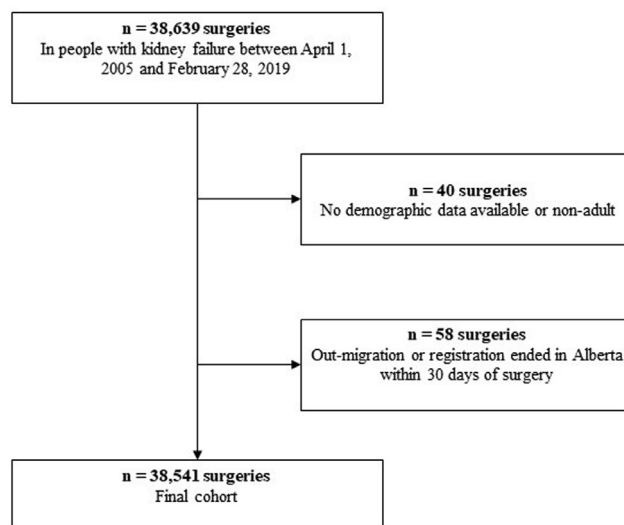 n = 38,639 surgeries
In people with kidney failure between April 1,
2005 and February 28, 2019
n = 40 surgeries
No demographic data available or non-adult
n = 58 surgeries
Out-migration or registration ended in Alberta
within 30 days of surgery
n = 38,541 surgeries
Final cohort